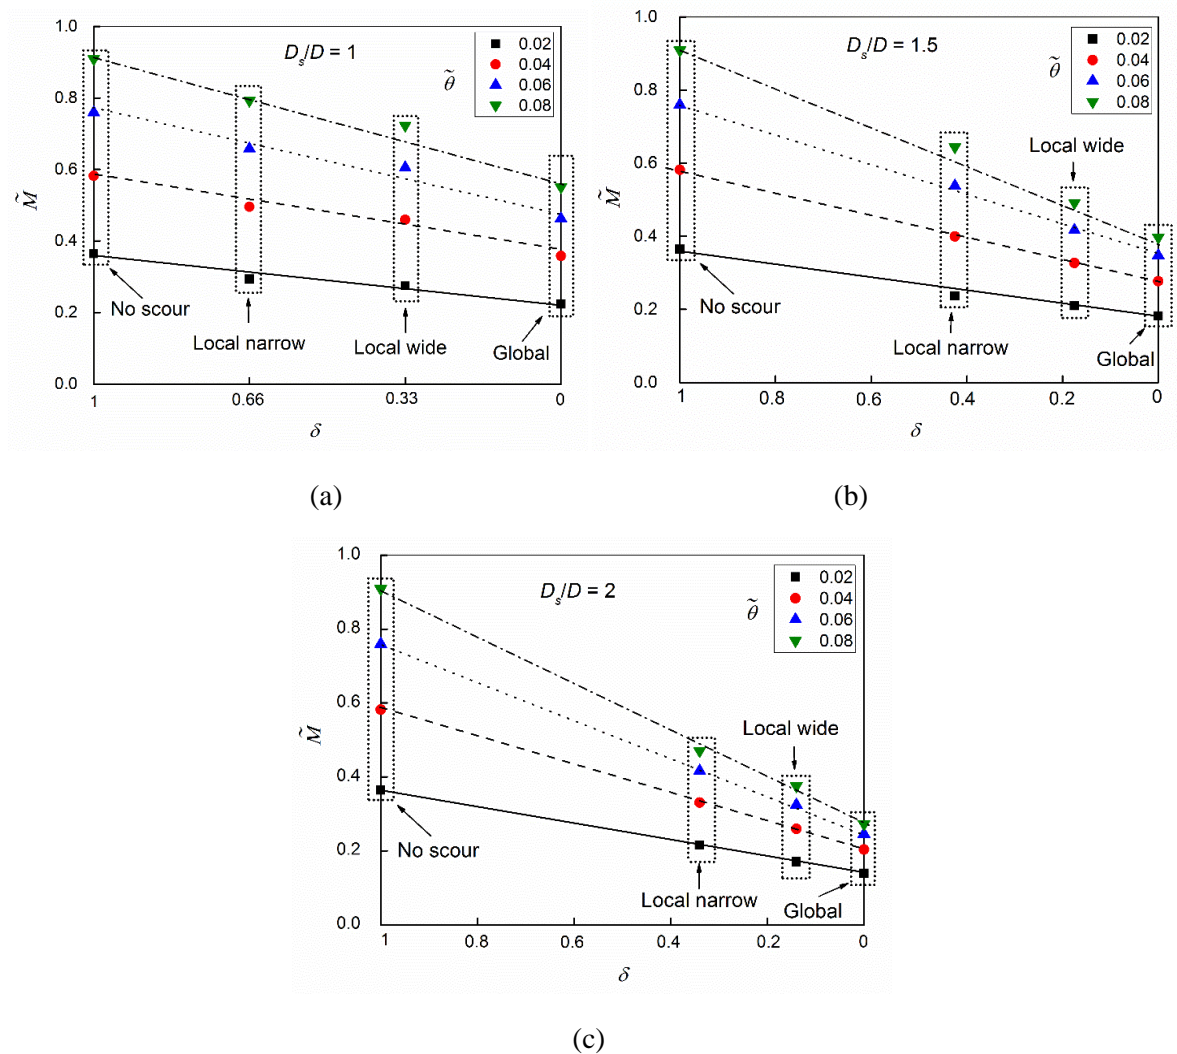 1.0
0.8
0.6
0.4
0.2
0.0
M̃
D_s/D = 1
θ̃
0.02
0.04
0.06
0.08
No scour
Local narrow
Local wide
Global
1 0.66 0.33 0
δ
(a)
1.0
0.8
0.6
0.4
0.2
0.0
M̃
D_s/D = 1.5
θ̃
0.02
0.04
0.06
0.08
Local wide
No scour
Local narrow
Global
1 0.8 0.6 0.4 0.2 0
δ
(b)
1.0
0.8
0.6
0.4
0.2
0.0
M̃
D_s/D = 2
θ̃
0.02
0.04
0.06
0.08
Local wide
No scour
Local narrow
Global
1 0.8 0.6 0.4 0.2 0
δ
(c)